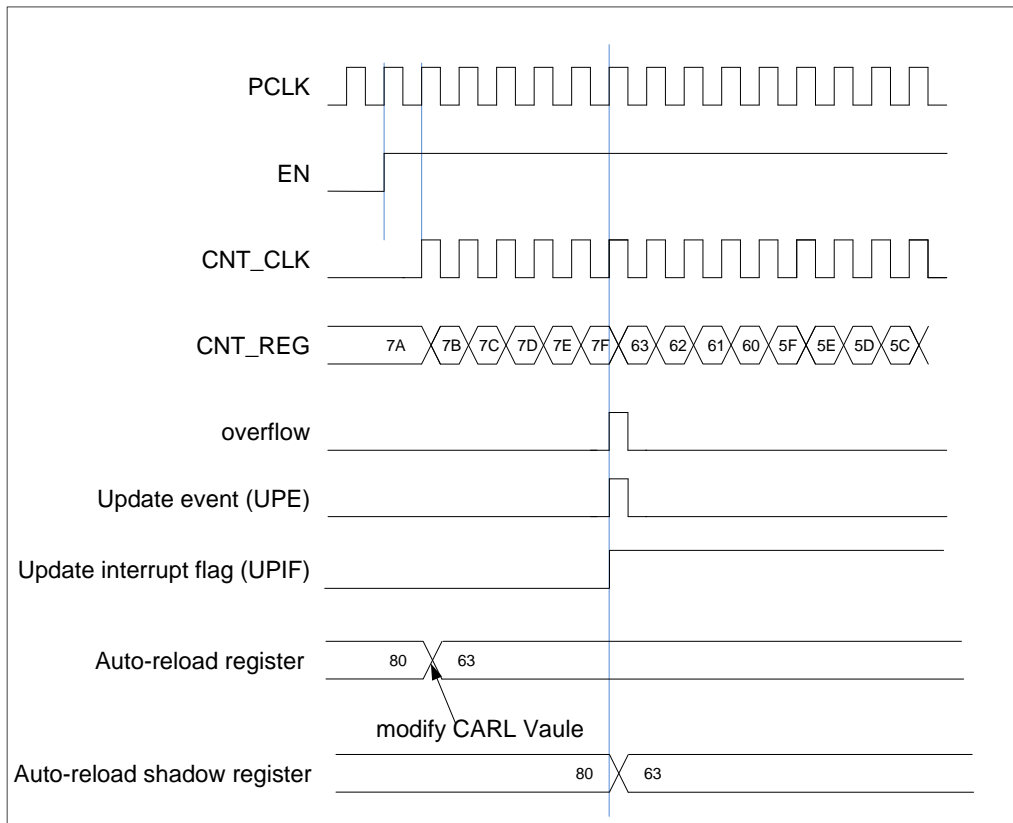 PCLK
EN
CNT_CLK
CNT_REG 7A 7B 7C 7D 7E 7F 63 62 61 60 5F 5E 5D 5C
overflow
Update event (UPE)
Update interrupt flag (UPIF)
Auto-reload register 80 63
modify CARL Vaule
Auto-reload shadow register 80 63